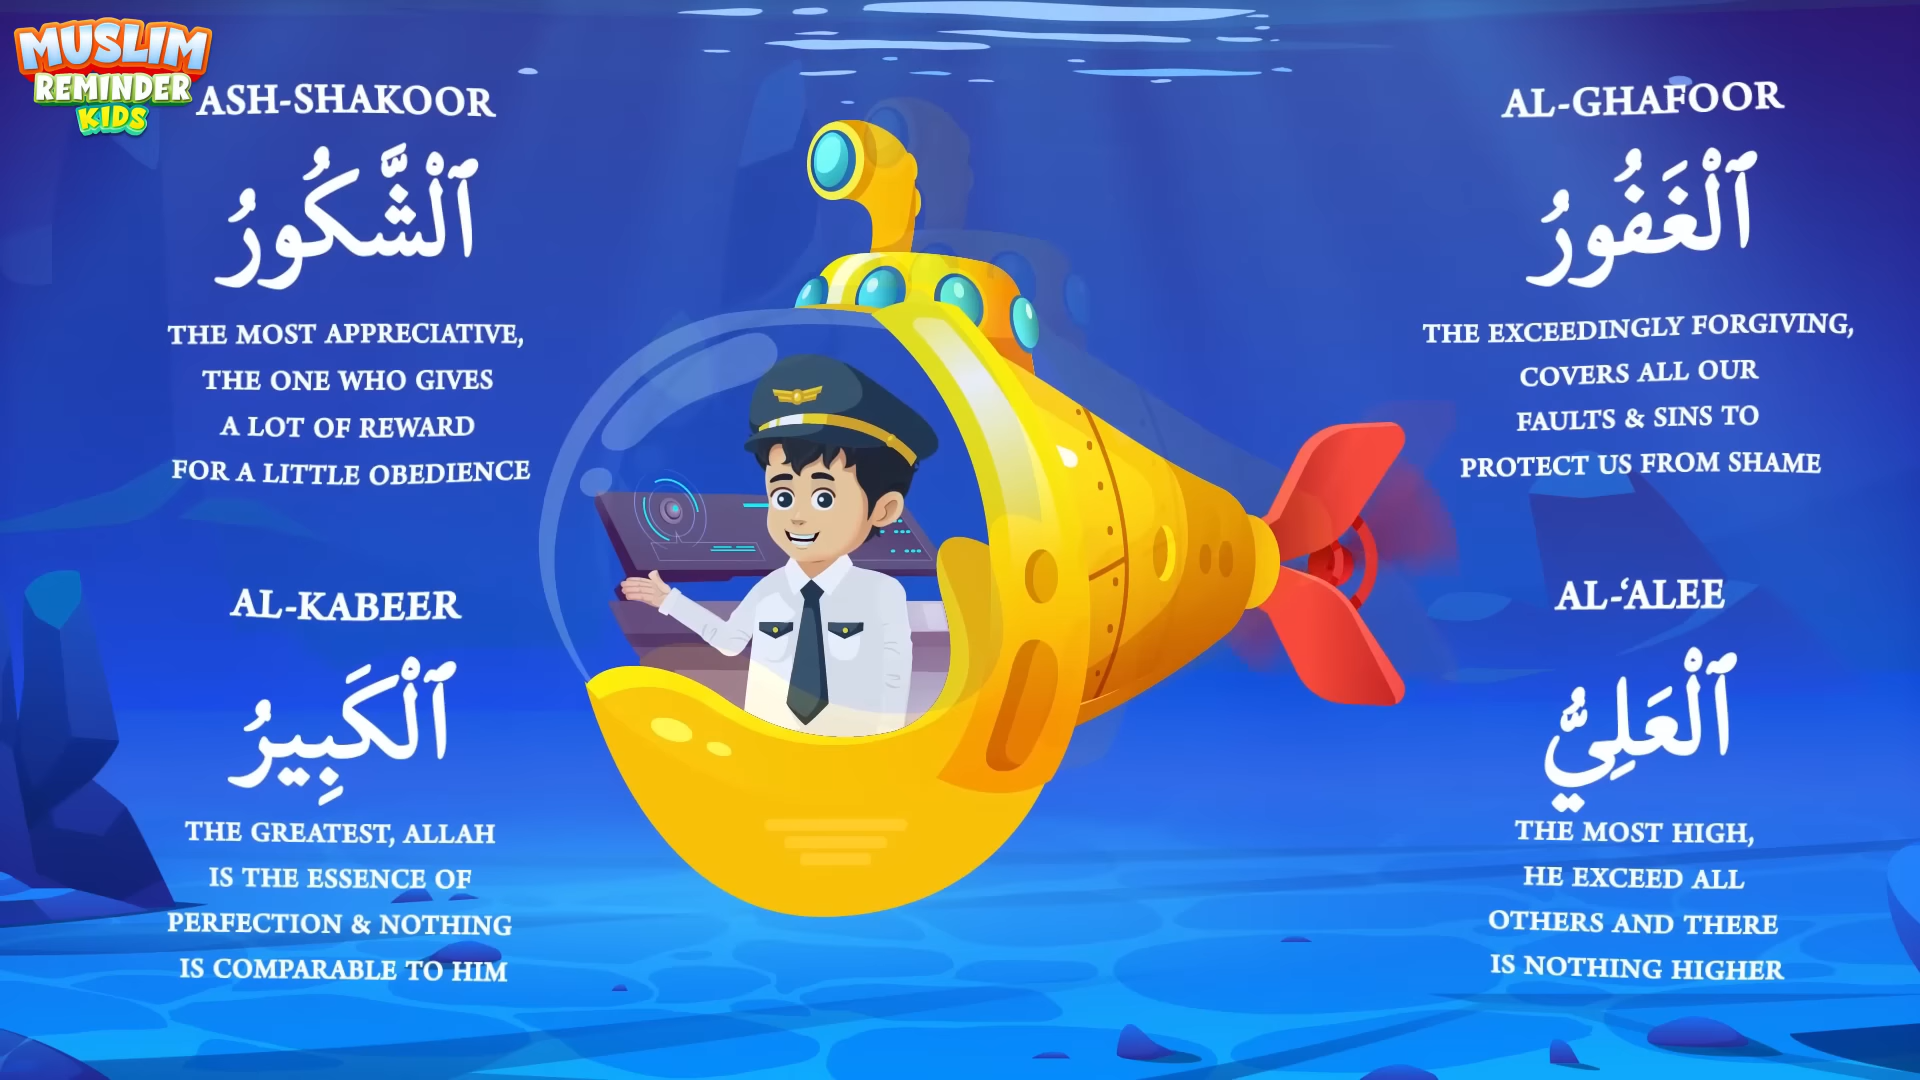 MUSLIM
REMINDER
KIDS
ASH-SHAKOOR
ٱلْشَّكُورُ
THE MOST APPRECIATIVE,
THE ONE WHO GIVES
A LOT OF REWARD
FOR A LITTLE OBEDIENCE
AL-GHAFOOR
ٱلْغَفُورُ
THE EXCEEDINGLY FORGIVING,
COVERS ALL OUR
FAULTS & SINS TO
PROTECT US FROM SHAME
AL-KABEER
ٱلْكَبِيرُ
THE GREATEST, ALLAH
IS THE ESSENCE OF
PERFECTION & NOTHING
IS COMPARABLE TO HIM
AL-‘ALEE
ٱلْعَلِيُّ
THE MOST HIGH,
HE EXCEED ALL
OTHERS AND THERE
IS NOTHING HIGHER